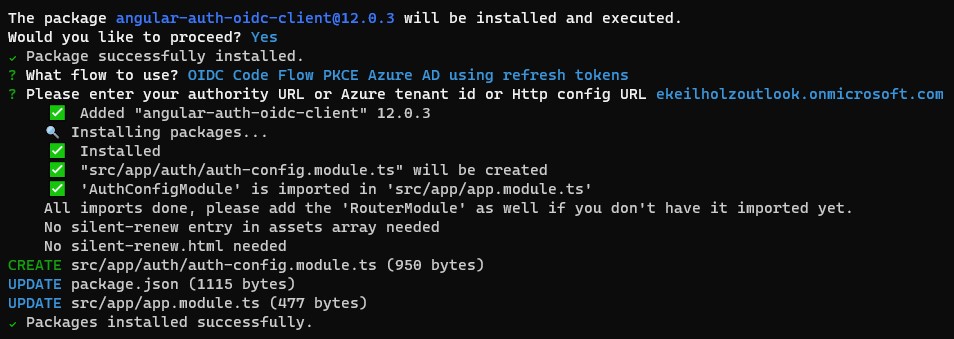 The package angular-auth-oidc-client@12.0.3 will be installed and executed.
Would you like to proceed? Yes
✓ Package successfully installed.
? What flow to use? OIDC Code Flow PKCE Azure AD using refresh tokens
? Please enter your authority URL or Azure tenant id or Http config URL ekeilholzoutlook.onmicrosoft.com
✅ Added "angular-auth-oidc-client" 12.0.3
🔍 Installing packages...
✅ Installed
✅ "src/app/auth/auth-config.module.ts" will be created
✅ 'AuthConfigModule' is imported in 'src/app/app.module.ts'
All imports done, please add the 'RouterModule' as well if you don't have it imported yet.
No silent-renew entry in assets array needed
No silent-renew.html needed
CREATE src/app/auth/auth-config.module.ts (950 bytes)
UPDATE package.json (1115 bytes)
UPDATE src/app/app.module.ts (477 bytes)
✓ Packages installed successfully.